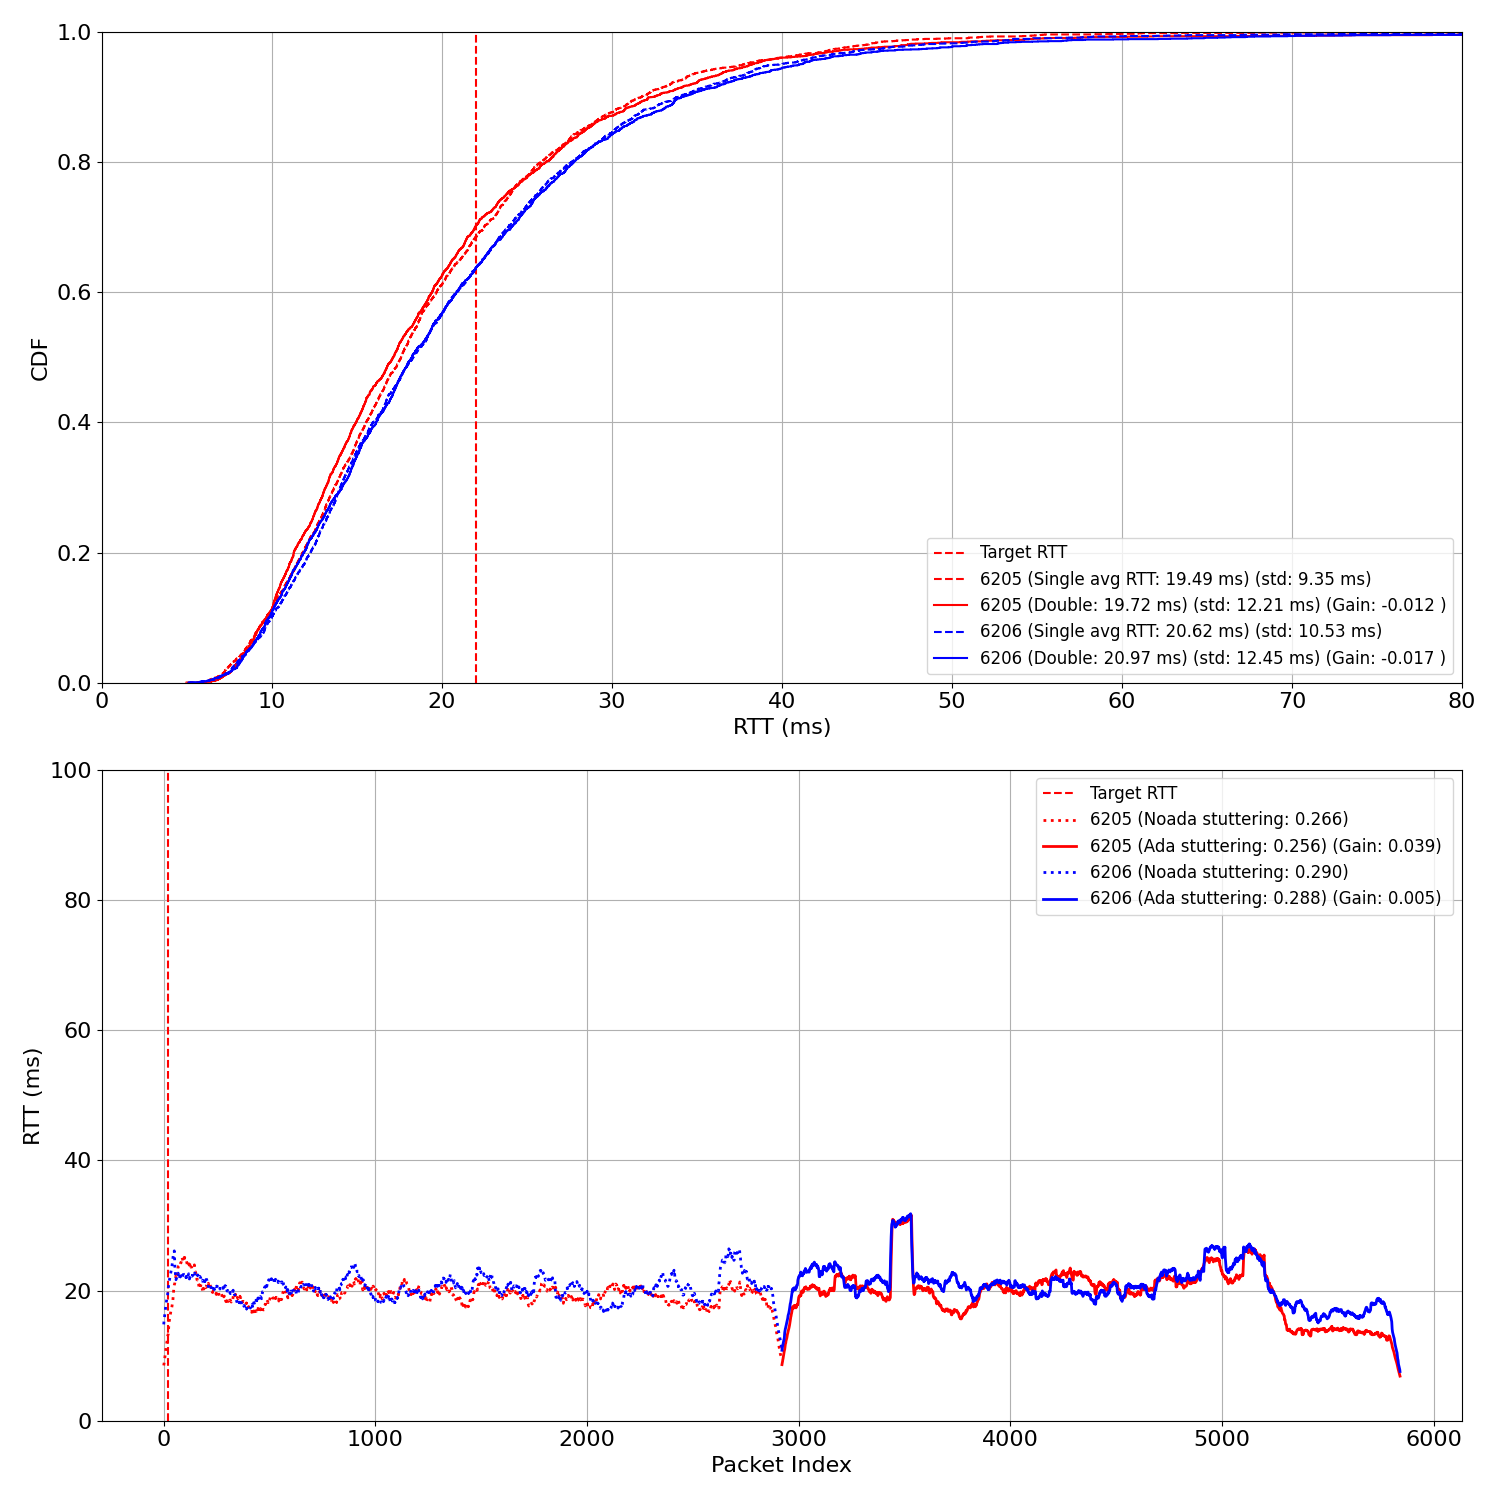 1.0
0.8
0.6
0.4
0.2
0.0
CDF
0 10 20 30 40 50 60 70 80
RTT (ms)
Target RTT
6205 (Single avg RTT: 19.49 ms) (std: 9.35 ms)
6205 (Double: 19.72 ms) (std: 12.21 ms) (Gain: -0.012 )
6206 (Single avg RTT: 20.62 ms) (std: 10.53 ms)
6206 (Double: 20.97 ms) (std: 12.45 ms) (Gain: -0.017 )
100
80
60
40
20
0
RTT (ms)
0 1000 2000 3000 4000 5000 6000
Packet Index
Target RTT
6205 (Noada stuttering: 0.266)
6205 (Ada stuttering: 0.256) (Gain: 0.039)
6206 (Noada stuttering: 0.290)
6206 (Ada stuttering: 0.288) (Gain: 0.005)